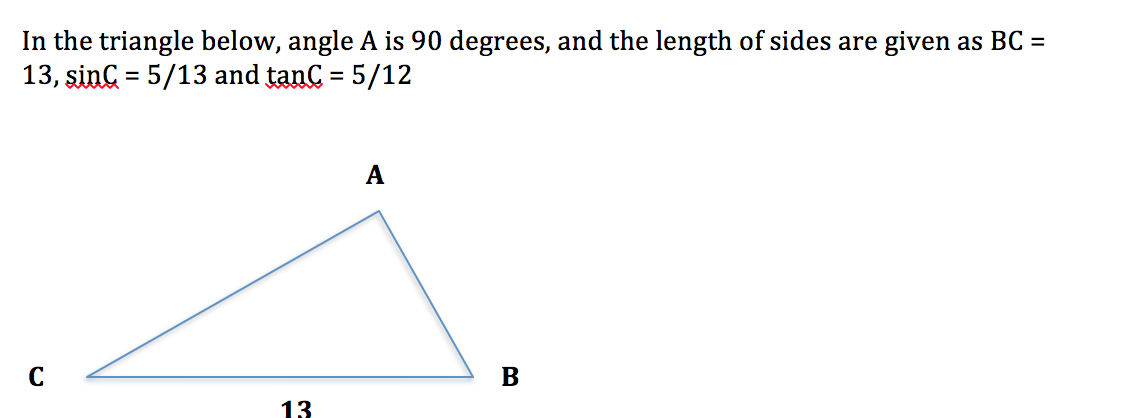 In the triangle below, angle A is 90 degrees, and the length of sides are given as BC =
13, sinC = 5/13 and tanC = 5/12
A
C
B
13